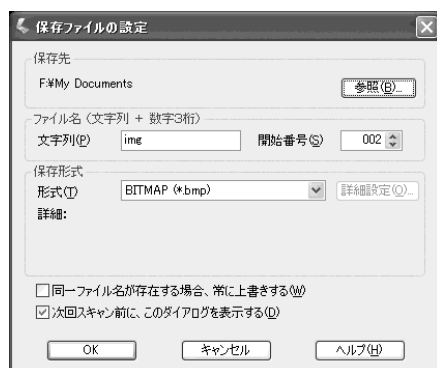 保存ファイルの設定
保存先
F:¥My Documents 参照(B)...
ファイル名 (文字列 + 数字3桁)
文字列(P) img 開始番号(S) 002
保存形式
形式(T) BITMAP (*.bmp) 詳細設定(O)...
詳細:
同一ファイル名が存在する場合、常に上書きする(W)
次回スキャン前に、このダイアログを表示する(D)
OK キャンセル ヘルプ(H)